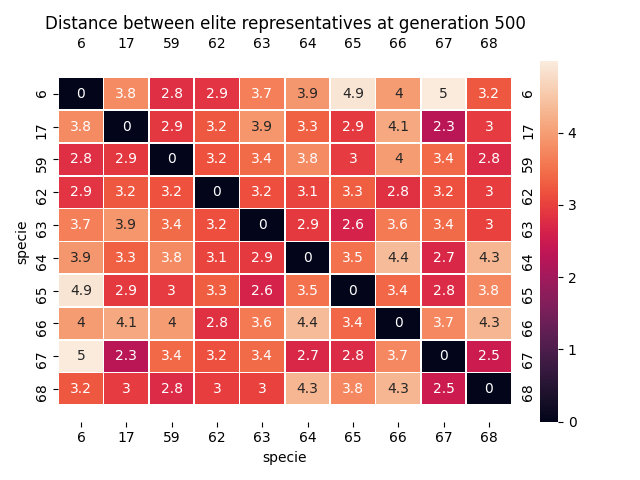 Distance between elite representatives at generation 500
6 17 59 62 63 64 65 66 67 68
6 0 3.8 2.8 2.9 3.7 3.9 4.9 4 5 3.2 6
17 3.8 0 2.9 3.2 3.9 3.3 2.9 4.1 2.3 3 17
59 2.8 2.9 0 3.2 3.4 3.8 3 4 3.4 2.8 59
62 2.9 3.2 3.2 0 3.2 3.1 3.3 2.8 3.2 3 62
63 3.7 3.9 3.4 3.2 0 2.9 2.6 3.6 3.4 3 63
64 3.9 3.3 3.8 3.1 2.9 0 3.5 4.4 2.7 4.3 64
65 4.9 2.9 3 3.3 2.6 3.5 0 3.4 2.8 3.8 65
66 4 4.1 4 2.8 3.6 4.4 3.4 0 3.7 4.3 66
67 5 2.3 3.4 3.2 3.4 2.7 2.8 3.7 0 2.5 67
68 3.2 3 2.8 3 3 4.3 3.8 4.3 2.5 0 68
6 17 59 62 63 64 65 66 67 68
specie
specie
4
3
2
1
0